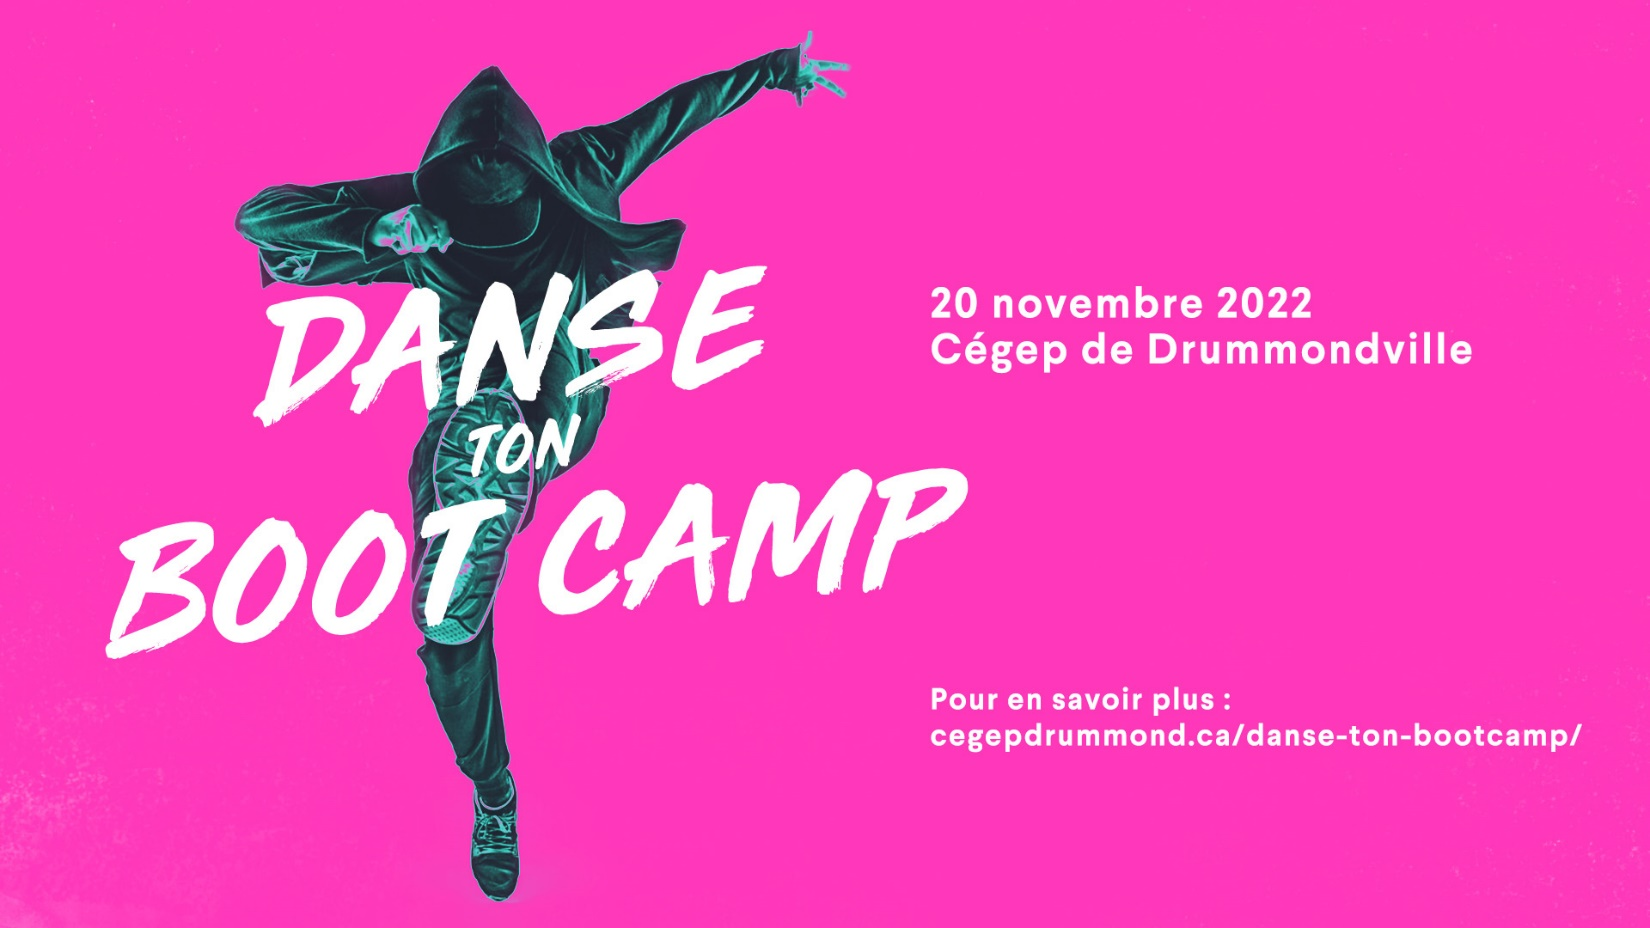 DANSE
TON
BOOT CAMP
20 novembre 2022
Cégep de Drummondville
Pour en savoir plus :
cegepdrummond.ca/danse-ton-bootcamp/